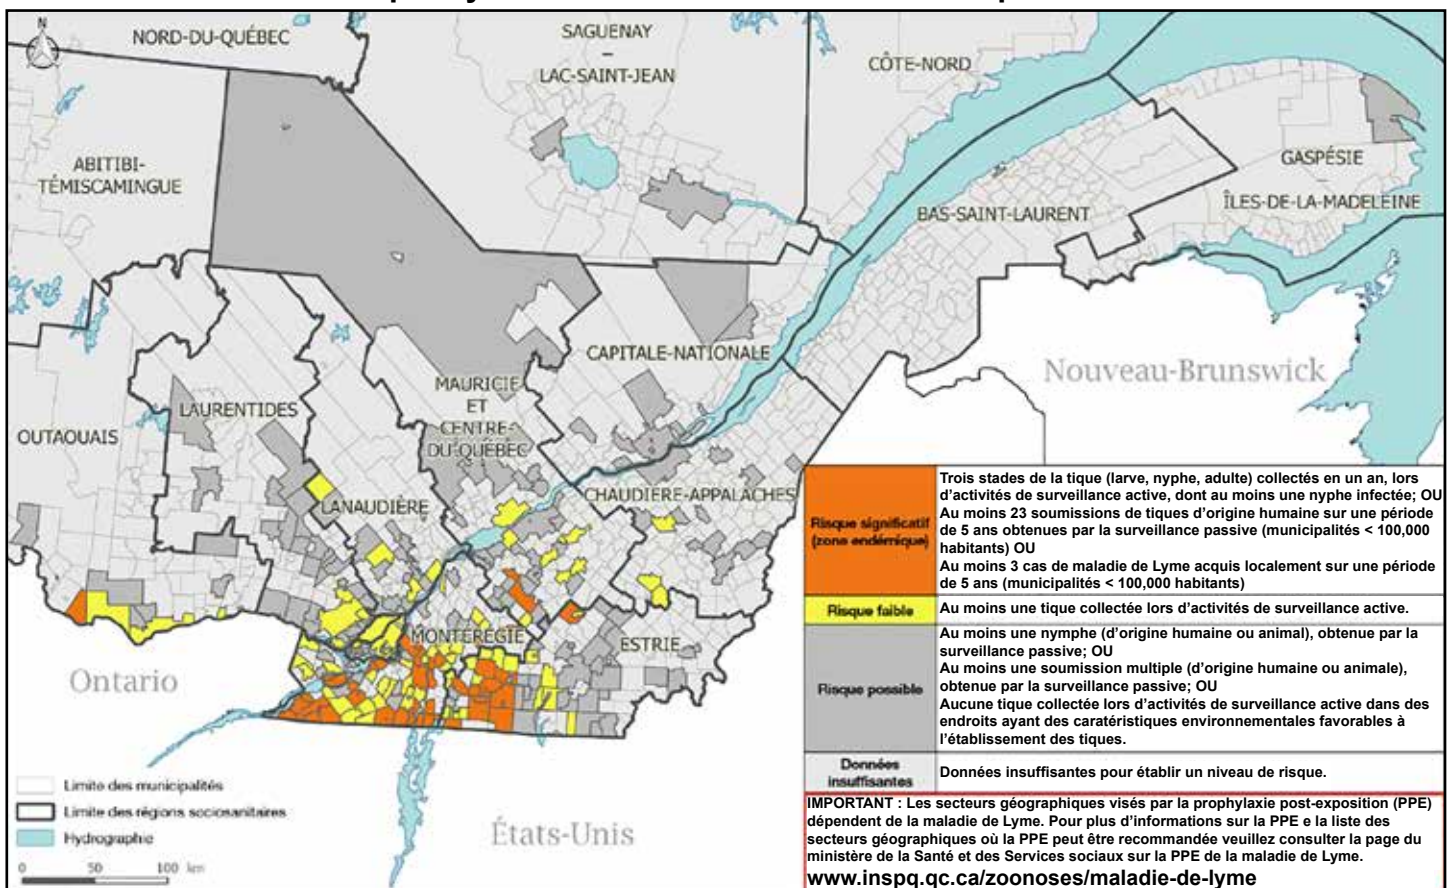 N
NORD-DU-QUÉBEC
SAGUENAY
–
LAC-SAINT-JEAN
CÔTE-NORD
ABITIBI-
TÉMISCAMINGUE
GASPÉSIE
ÎLES-DE-LA-MADELEINE
BAS-SAINT-LAURENT
CAPITALE-NATIONALE
Nouveau-Brunswick
MAURICIE
ET
CENTRE-
DU-QUÉBEC
LAURENTIDES
OUTAOUAIS
LANAUDIÈRE
CHAUDIÈRE-APPALACHES
MONTÉRÉGIE
ESTRIE
Ontario
États-Unis
Limite des municipalités
Limite des régions sociosanitaires
Hydrographie
0 50 100 km
Risque significatif
(zone endémique)
Trois stades de la tique (larve, nyphe, adulte) collectés en un an, lors
d'activités de surveillance active, dont au moins une nyphe infectée; OU
Au moins 23 soumissions de tiques d'origine humaine sur une période
de 5 ans obtenues par la surveillance passive (municipalités < 100,000
habitants) OU
Au moins 3 cas de maladie de Lyme acquis localement sur une période
de 5 ans (municipalités < 100,000 habitants)
Risque faible
Au moins une tique collectée lors d'activités de surveillance active.
Risque possible
Au moins une nymphe (d'origine humaine ou animal), obtenue par la
surveillance passive; OU
Au moins une soumission multiple (d'origine humaine ou animale),
obtenue par la surveillance passive; OU
Aucune tique collectée lors d'activités de surveillance active dans des
endroits ayant des caratéristiques environnementales favorables à
l'établissement des tiques.
Données
insuffisantes
Données insuffisantes pour établir un niveau de risque.
IMPORTANT : Les secteurs géographiques visés par la prophylaxie post-exposition (PPE)
dépendent de la maladie de Lyme. Pour plus d'informations sur la PPE e la liste des
secteurs géographiques où la PPE peut être recommandée veuillez consulter la page du
ministère de la Santé et des Services sociaux sur la PPE de la maladie de Lyme.
www.inspq.qc.ca/zoonoses/maladie-de-lyme